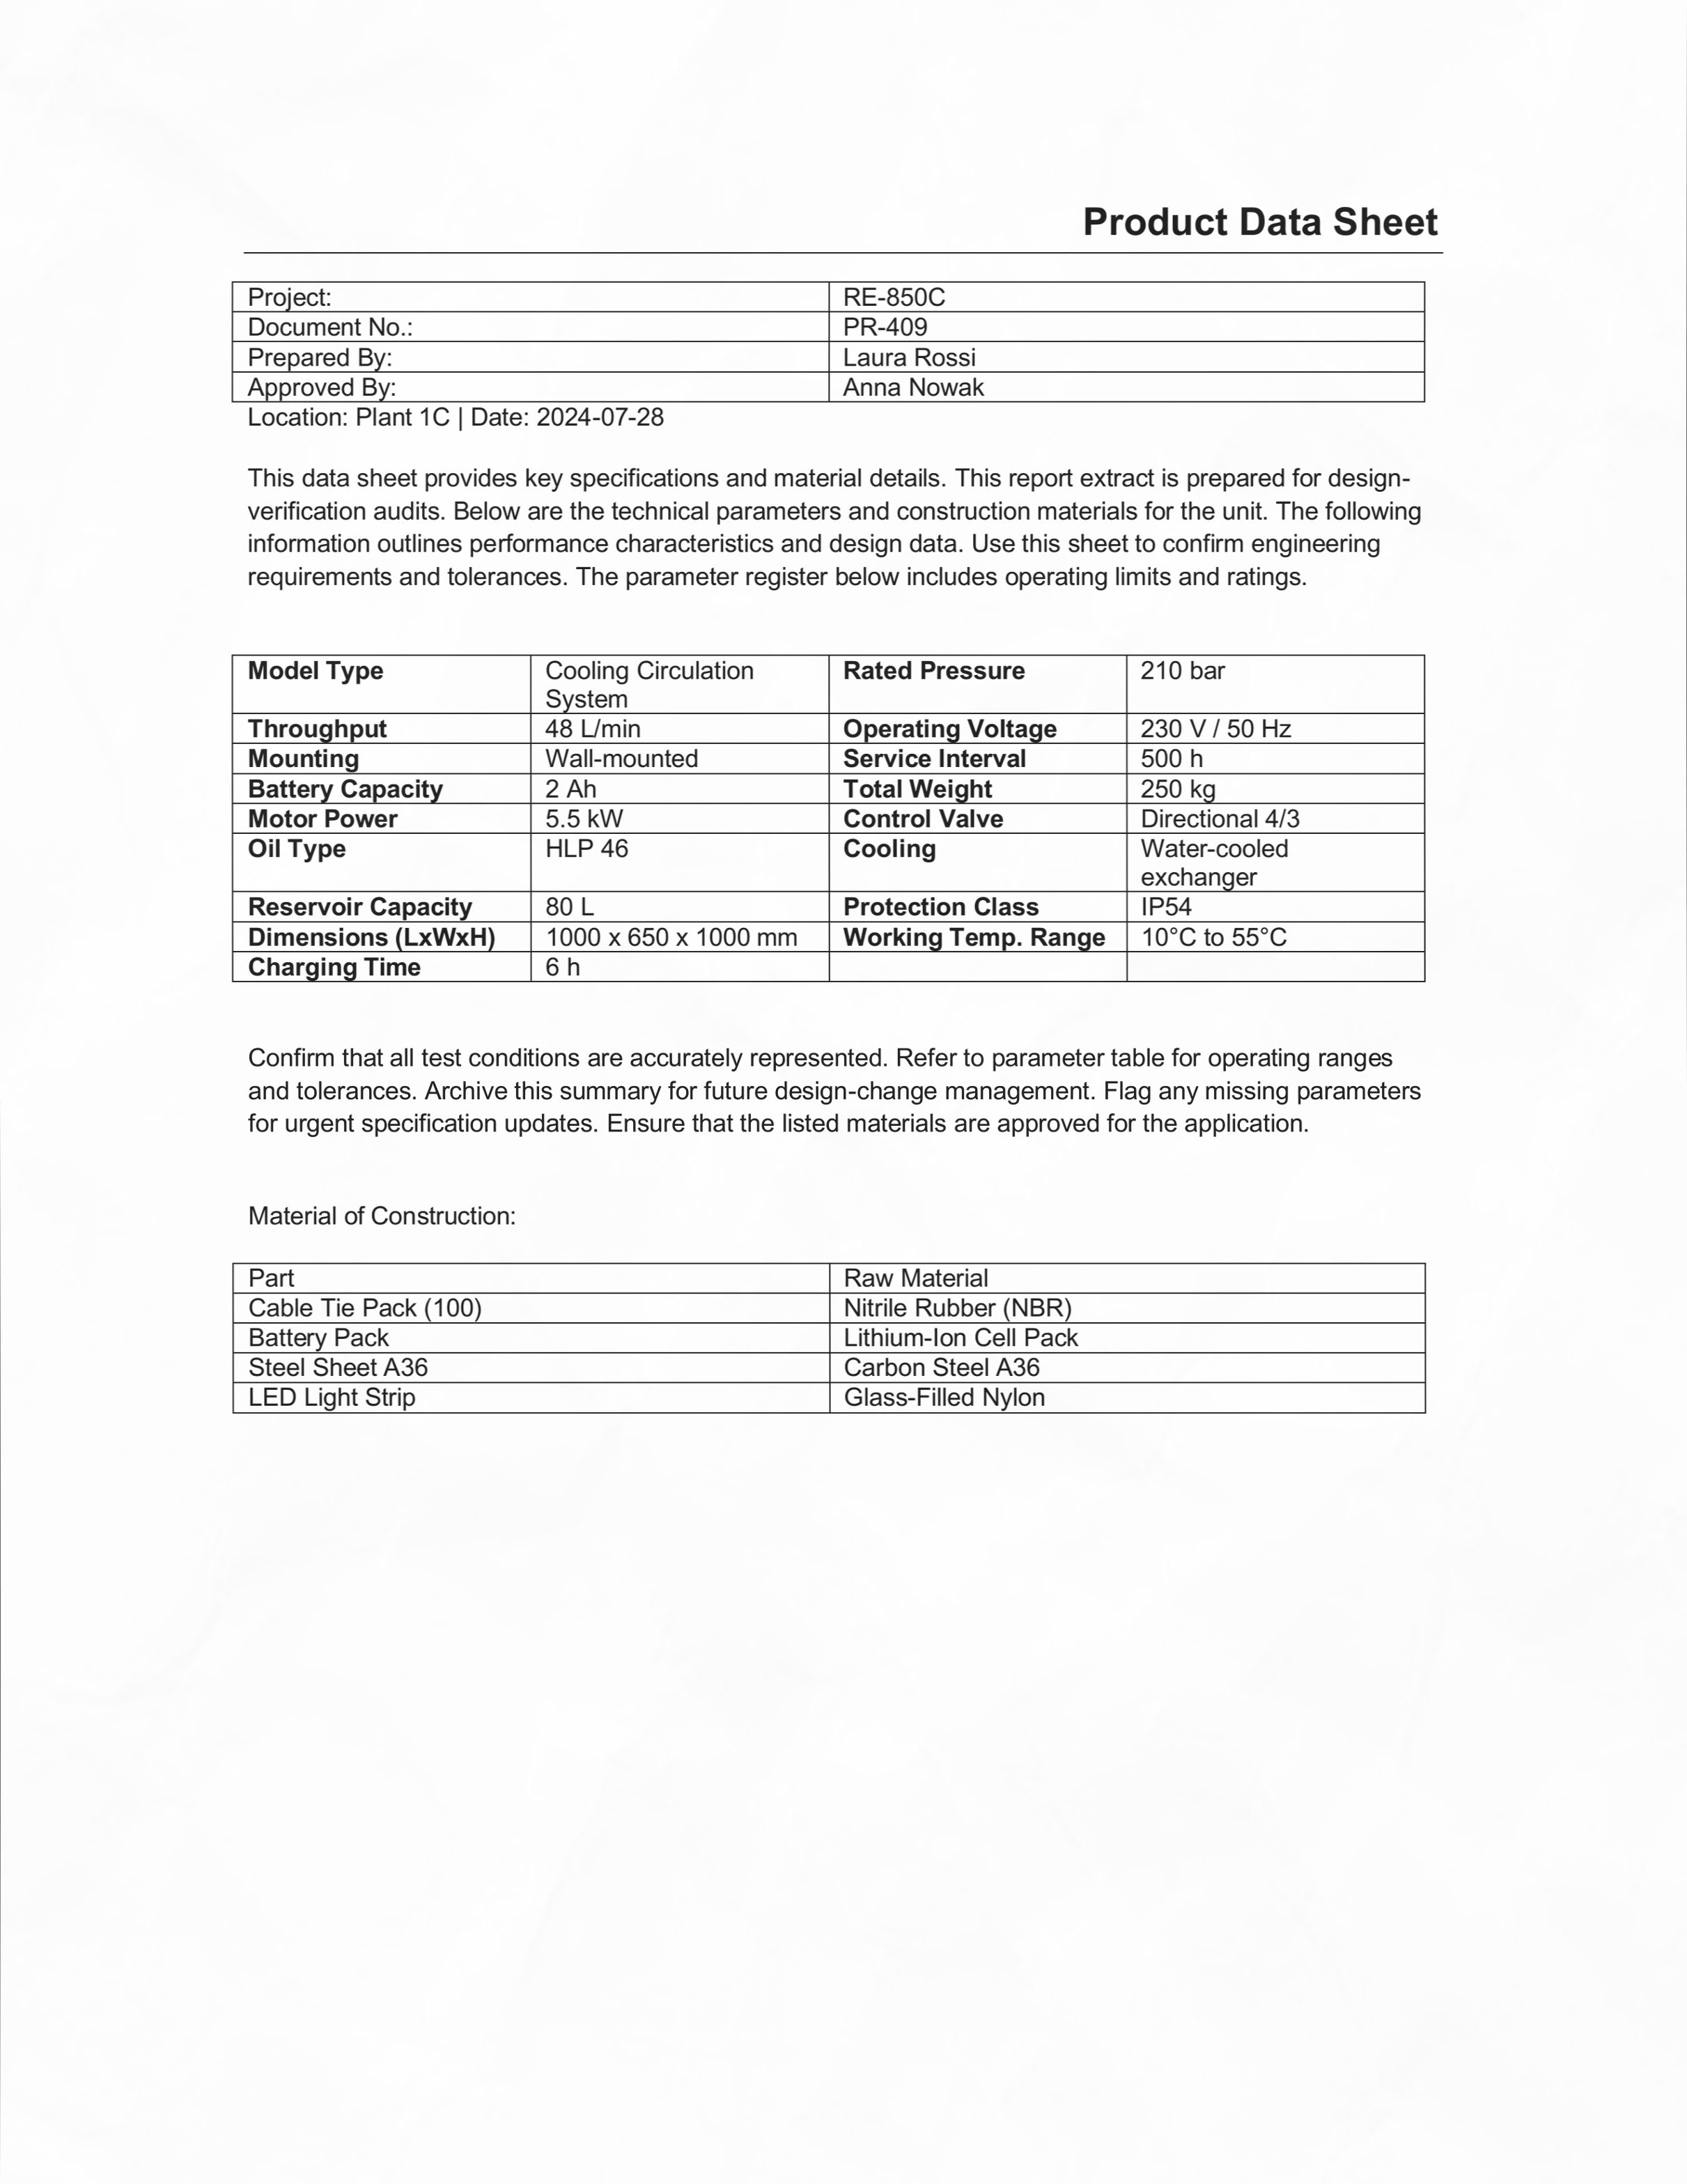 Product Data Sheet
Project: RE-850C
Document No.: PR-409
Prepared By: Laura Rossi
Approved By: Anna Nowak
Location: Plant 1C | Date: 2024-07-28
This data sheet provides key specifications and material details. This report extract is prepared for design-
verification audits. Below are the technical parameters and construction materials for the unit. The following
information outlines performance characteristics and design data. Use this sheet to confirm engineering
requirements and tolerances. The parameter register below includes operating limits and ratings.
Model Type Cooling Circulation System Rated Pressure 210 bar
Throughput 48 L/min Operating Voltage 230 V / 50 Hz
Mounting Wall-mounted Service Interval 500 h
Battery Capacity 2 Ah Total Weight 250 kg
Motor Power 5.5 kW Control Valve Directional 4/3
Oil Type HLP 46 Cooling Water-cooled exchanger
Reservoir Capacity 80 L Protection Class IP54
Dimensions (LxWxH) 1000 x 650 x 1000 mm Working Temp. Range 10°C to 55°C
Charging Time 6 h
Confirm that all test conditions are accurately represented. Refer to parameter table for operating ranges
and tolerances. Archive this summary for future design-change management. Flag any missing parameters
for urgent specification updates. Ensure that the listed materials are approved for the application.
Material of Construction:
Part Raw Material
Cable Tie Pack (100) Nitrile Rubber (NBR)
Battery Pack Lithium-Ion Cell Pack
Steel Sheet A36 Carbon Steel A36
LED Light Strip Glass-Filled Nylon